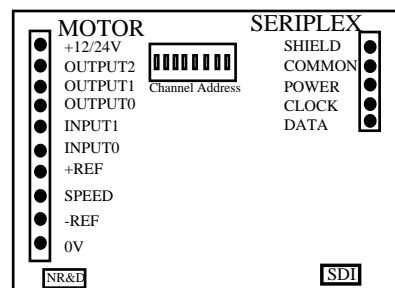 MOTOR
+12/24V
OUTPUT2
OUTPUT1
OUTPUT0
INPUT1
INPUT0
+REF
SPEED
-REF
0V
NR&D
Channel Address
SERIPLEX
SHIELD
COMMON
POWER
CLOCK
DATA
SDI